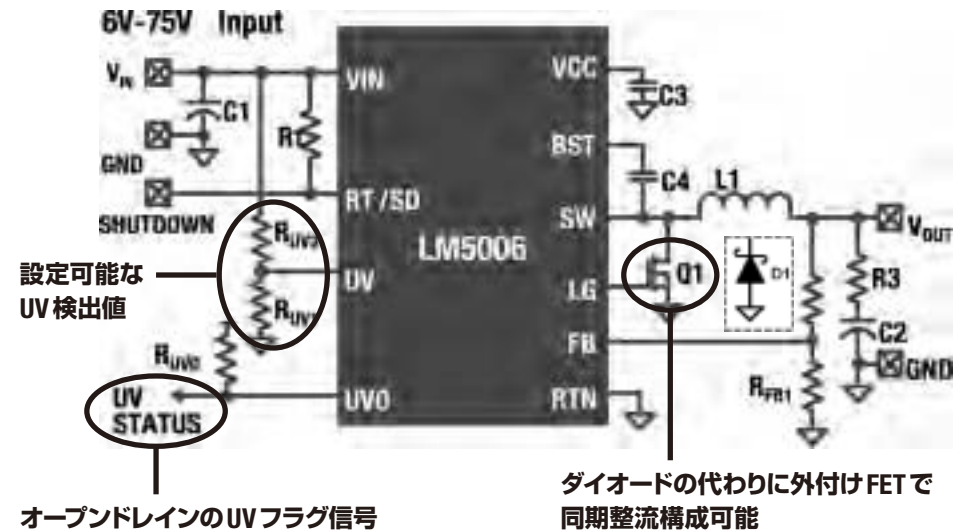 6V-75V Input
VIN
C1
GND
SHUTDOWN
R1
VIN
RT/SD
UV
UVO
LM5006
VCC
BST
SW
LG
FB
RTN
C3
C4
L1
Q1
D1
VOUT
R3
C2
GND
RFB1
RUV2
RUV1
RUVO
設定可能な
UV検出値
UV
STATUS
オープンドレインのUVフラグ信号
ダイオードの代わりに外付けFETで
同期整流構成可能